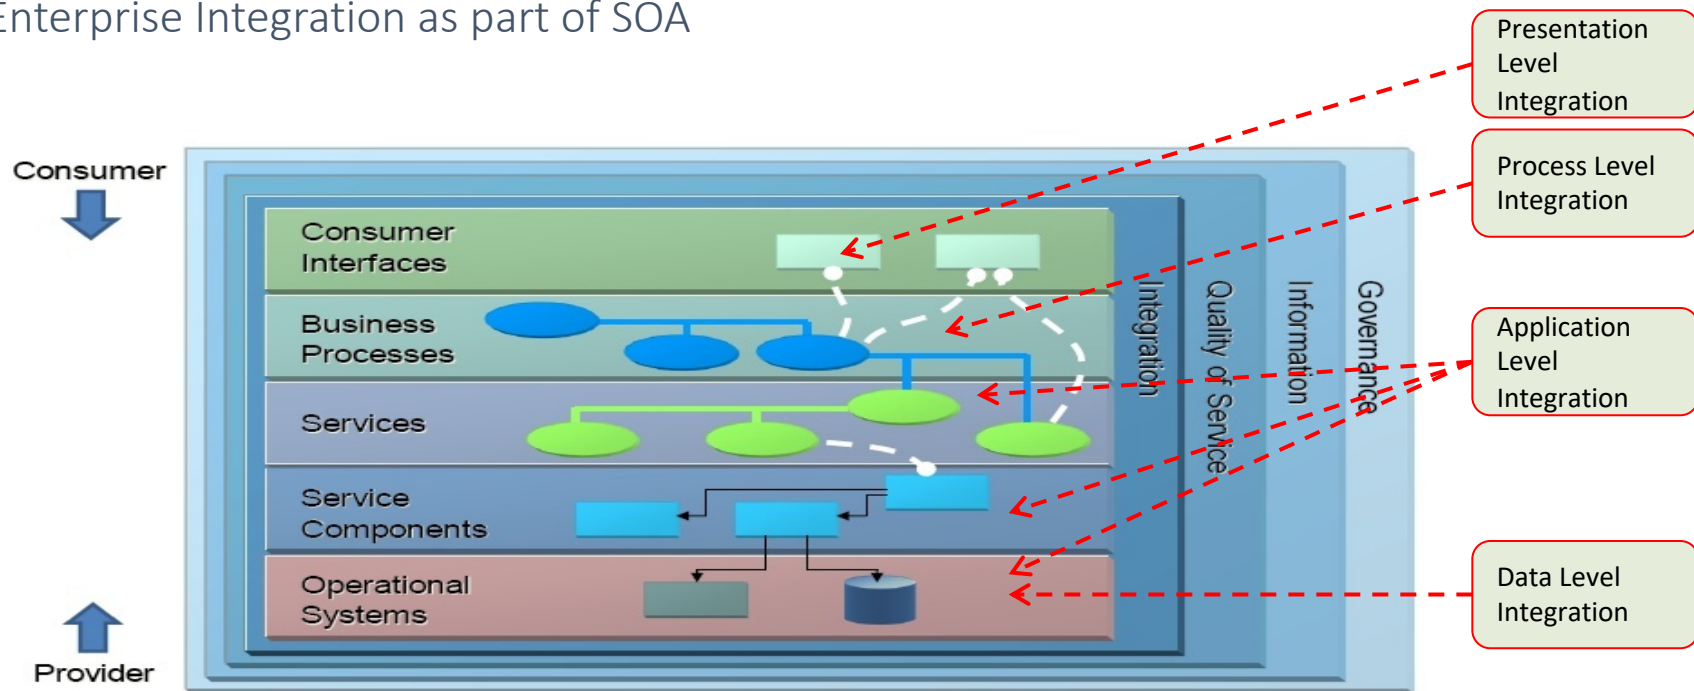 Enterprise Integration as part of SOA
Presentation
Level
Integration
Process Level
Integration
Application
Level
Integration
Data Level
Integration
Consumer
Provider
Consumer
Interfaces
Business
Processes
Services
Service
Components
Operational
Systems
Integration
Quality of Service
Information
Governance